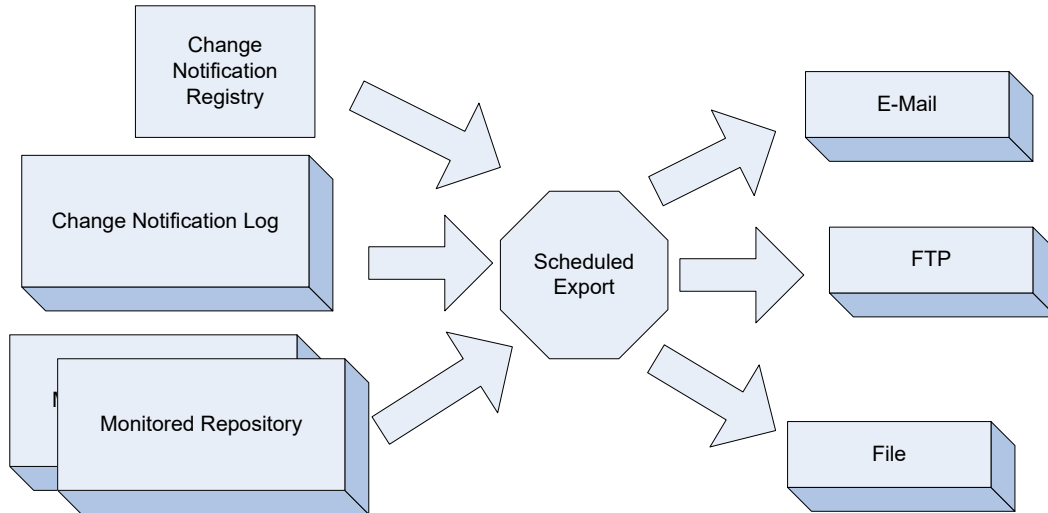 Change
Notification
Registry
Change Notification Log
Monitored Repository
Scheduled
Export
E-Mail
FTP
File